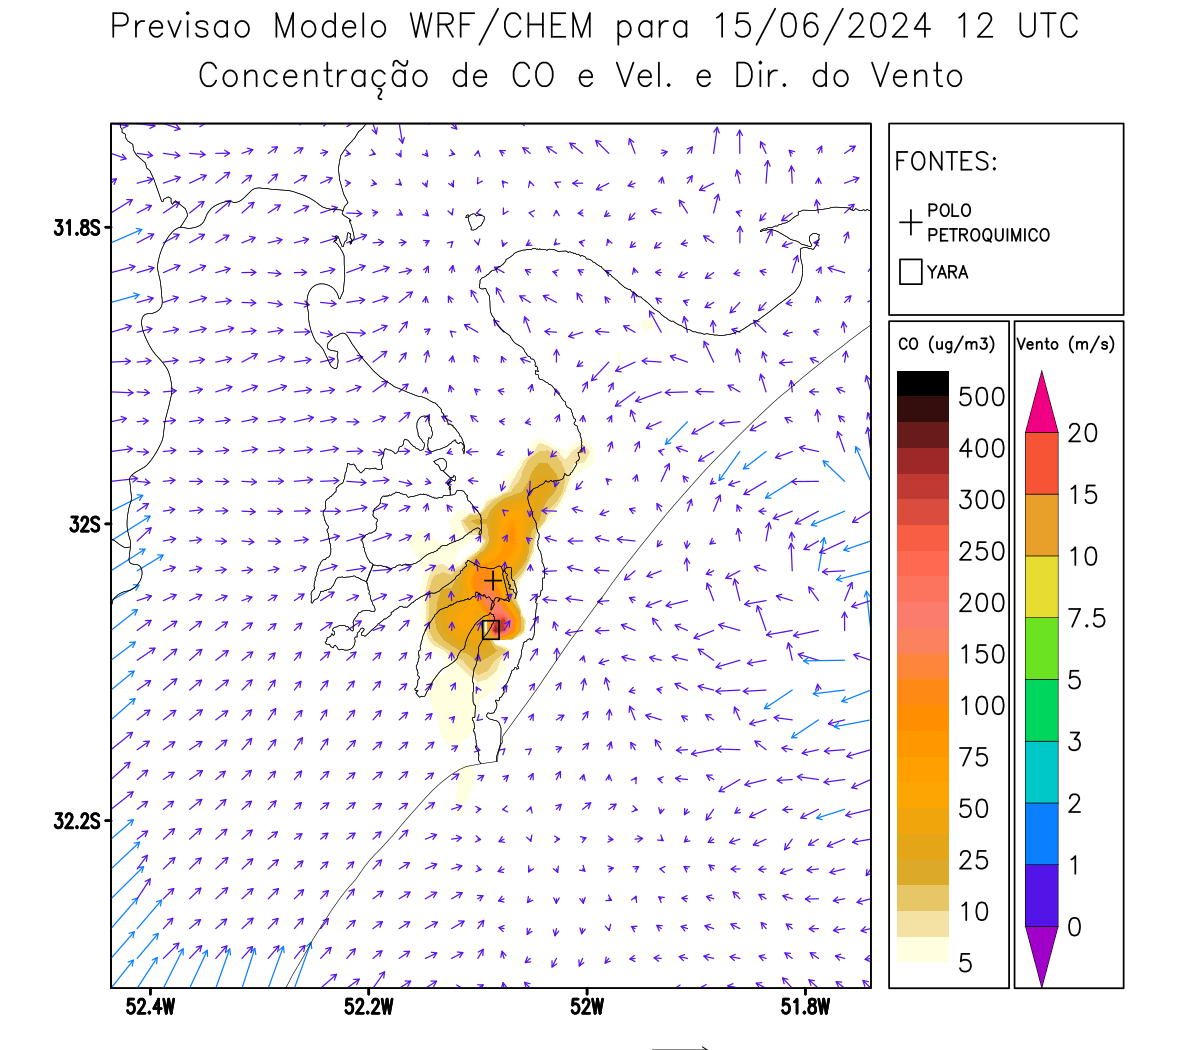 Previsao Modelo WRF/CHEM para 15/06/2024 12 UTC
Concentração de CO e Vel. e Dir. do Vento
FONTES:
POLO
PETROQUIMICO
YARA
CO (ug/m3)
500
400
300
250
200
150
100
75
50
25
10
5
Vento (m/s)
20
15
10
7.5
5
3
2
1
0
31.8S
32S
32.2S
52.4W
52.2W
52W
51.8W